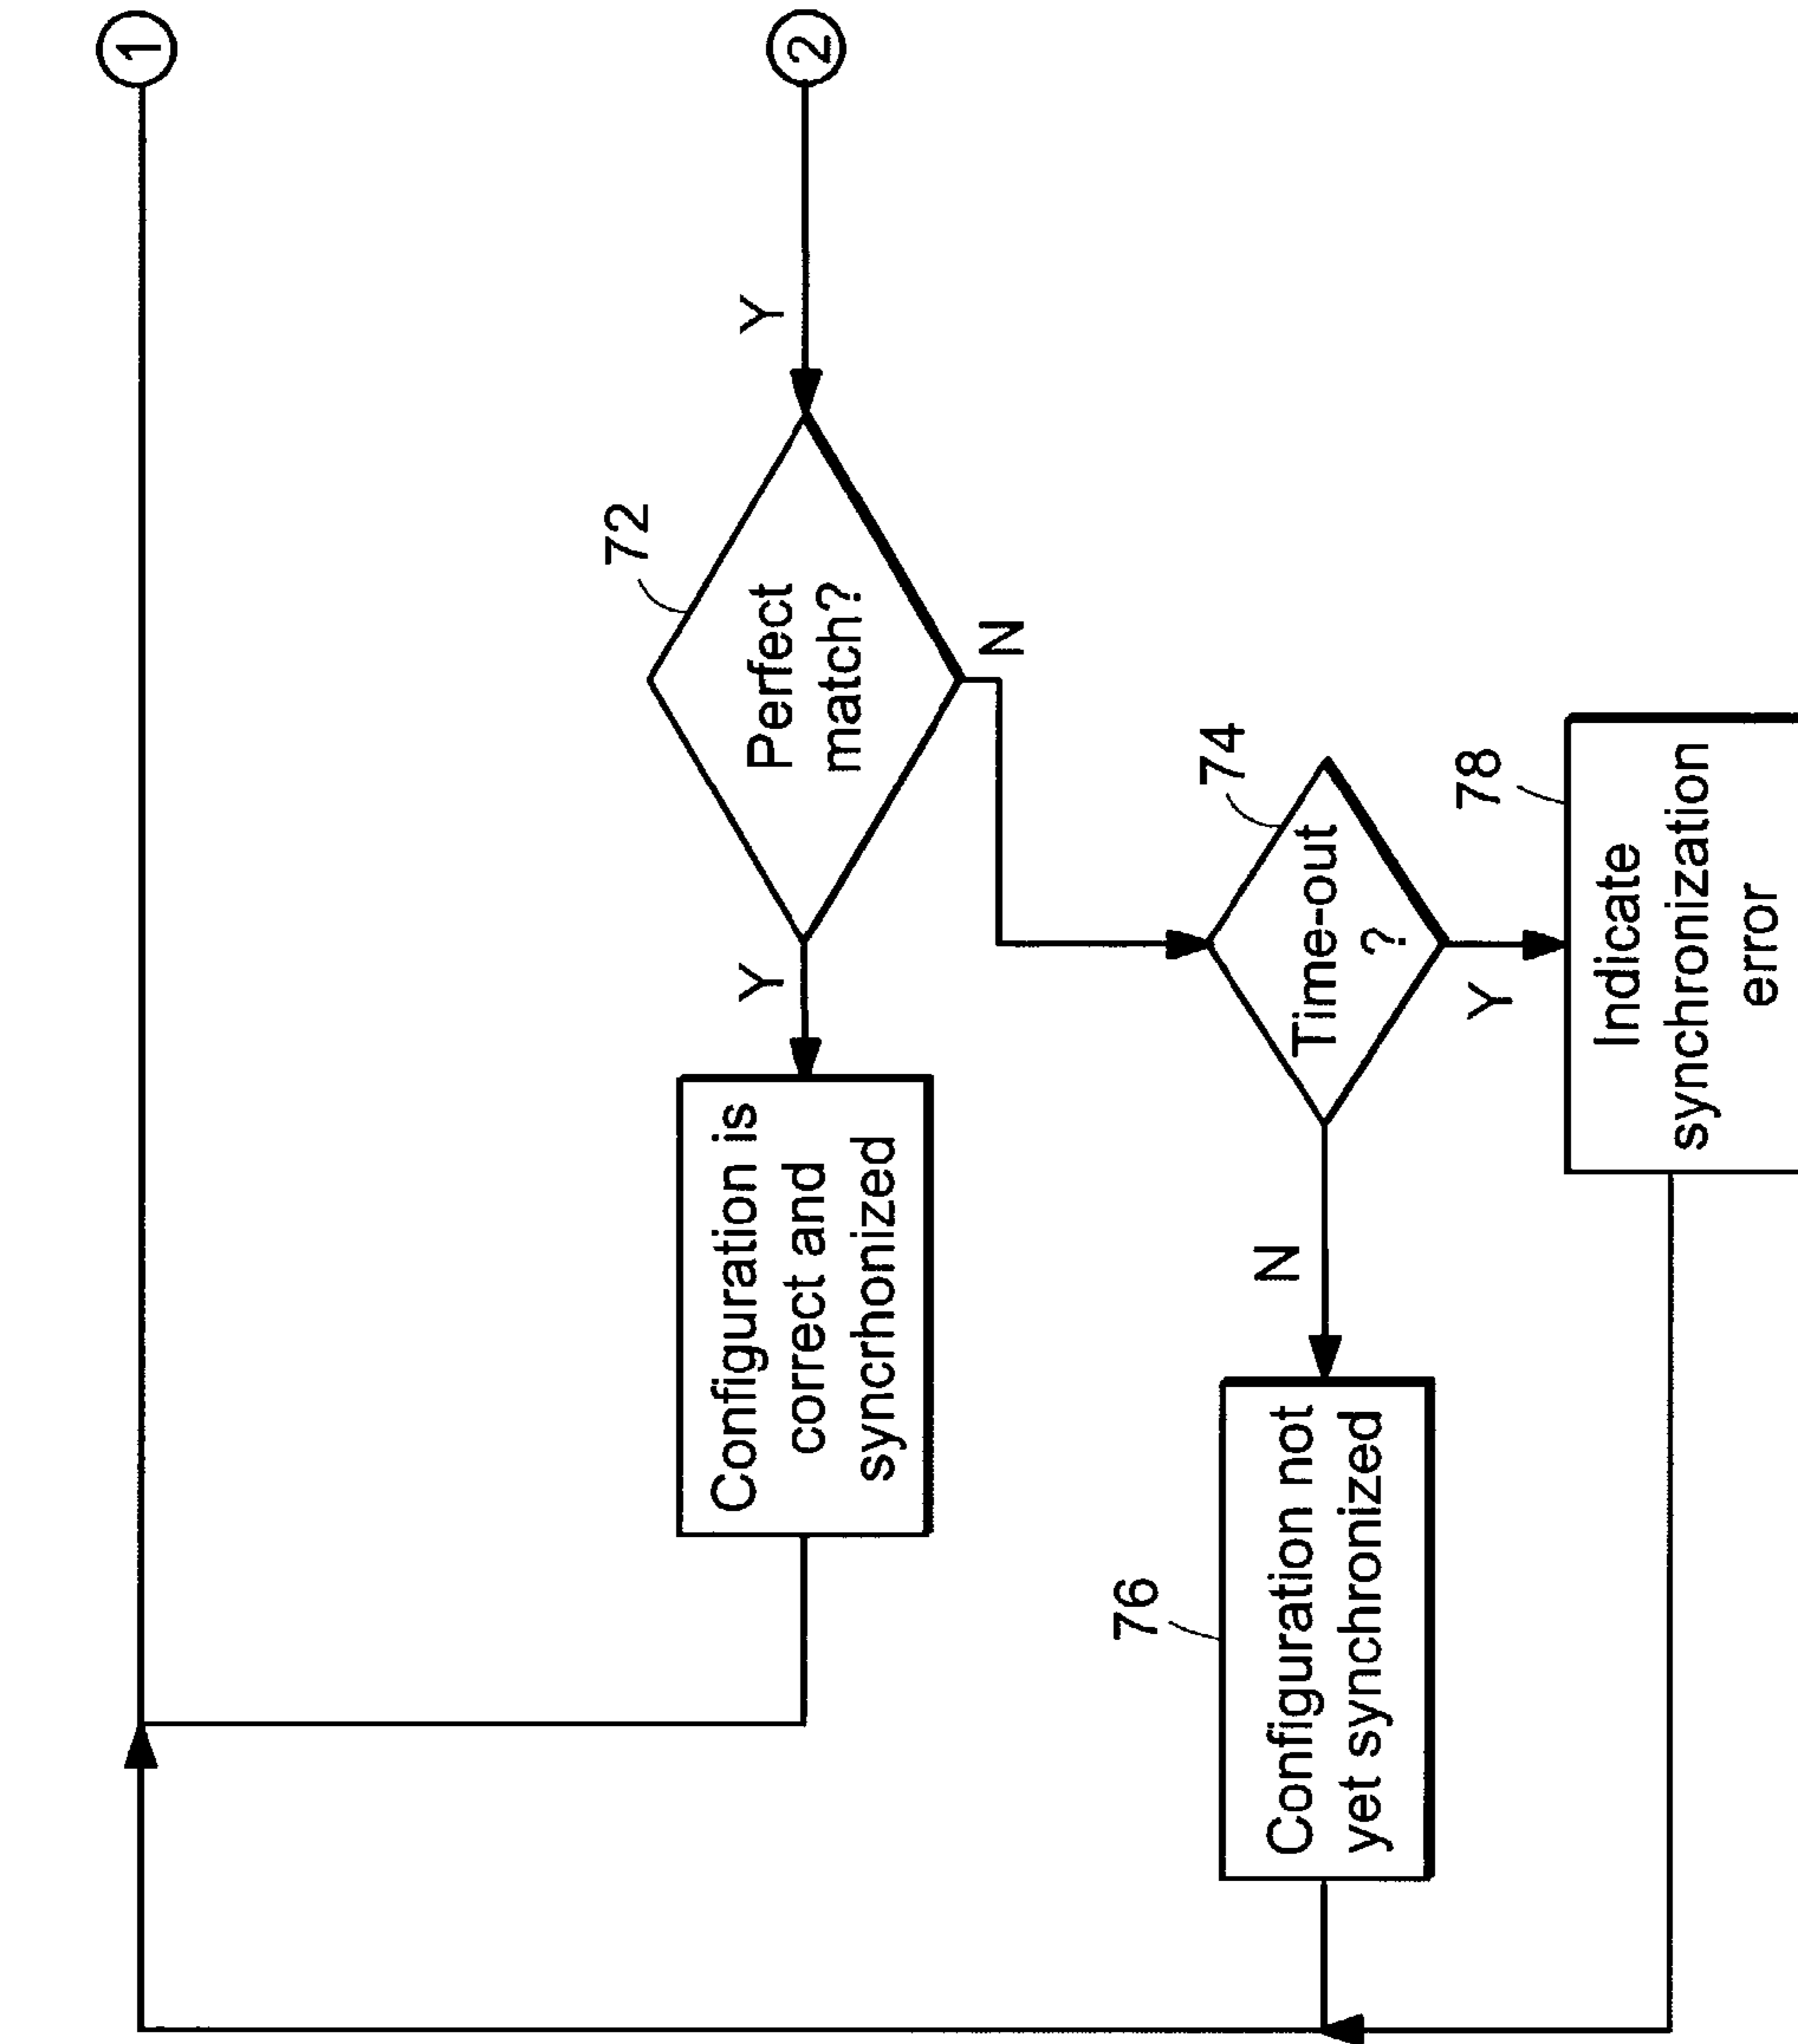 1
2
Y
72
Perfect
match?
Y
N
Configuration is
correct and
syncrhonized
74
Time-out
?
N
Y
76
Configuration not
yet synchronized
78
Indicate
synchronization
error